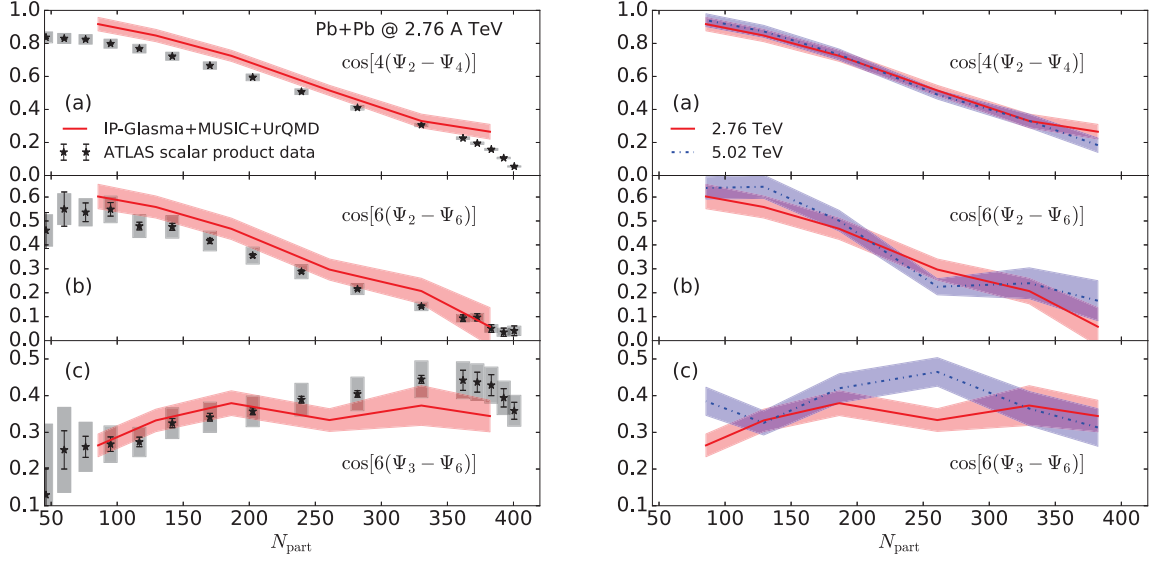 1.0
0.8
0.6
0.4
0.2
0.0
Pb+Pb @ 2.76 A TeV
cos[4(Ψ₂ − Ψ₄)]
(a)
IP-Glasma+MUSIC+UrQMD
ATLAS scalar product data
0.6
0.5
0.4
0.3
0.2
0.1
0.0
cos[6(Ψ₂ − Ψ₆)]
(b)
0.5
0.4
0.3
0.2
0.1
(c)
cos[6(Ψ₃ − Ψ₆)]
50 100 150 200 250 300 350 400
N_part
1.0
0.8
0.6
0.4
0.2
0.0
cos[4(Ψ₂ − Ψ₄)]
(a)
2.76 TeV
5.02 TeV
0.6
0.5
0.4
0.3
0.2
0.1
0.0
cos[6(Ψ₂ − Ψ₆)]
(b)
0.5
0.4
0.3
0.2
0.1
(c)
cos[6(Ψ₃ − Ψ₆)]
50 100 150 200 250 300 350 400
N_part